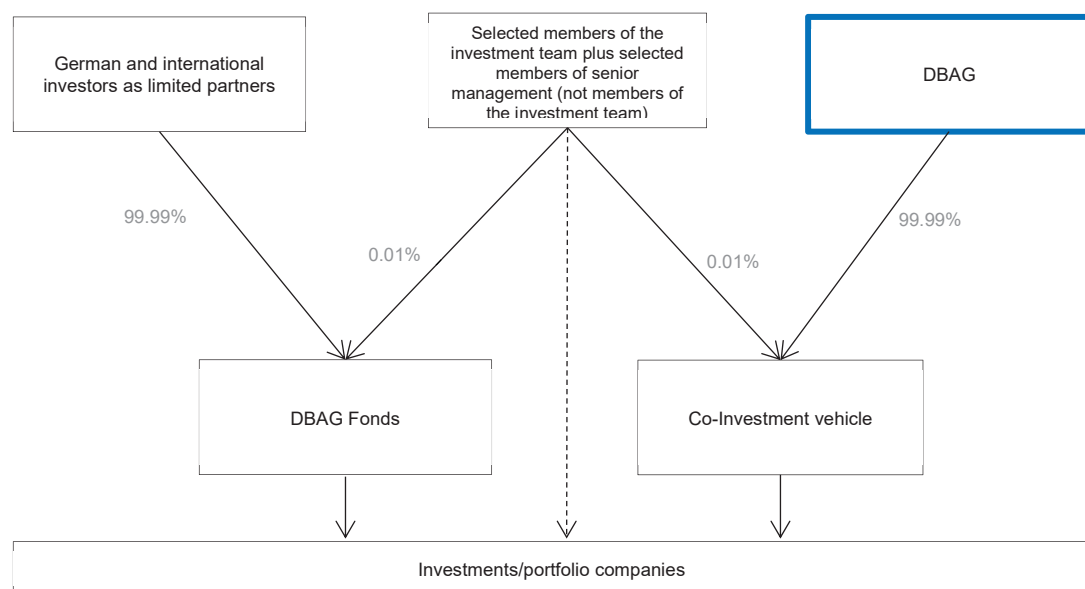 German and international
investors as limited partners
Selected members of the
investment team plus selected
members of senior
management (not members of
the investment team)
DBAG
99.99%
0.01%
0.01%
99.99%
DBAG Fonds
Co-Investment vehicle
Investments/portfolio companies